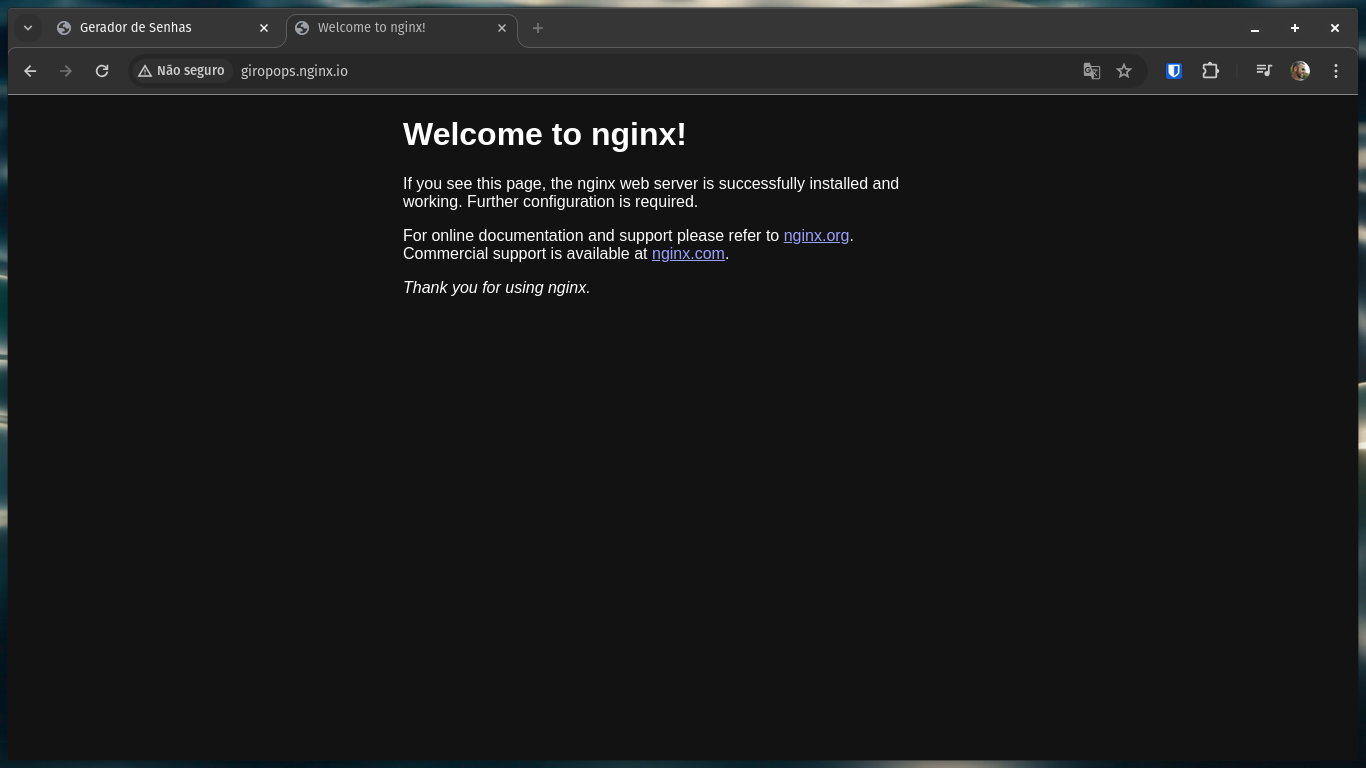 Gerador de Senhas
Welcome to nginx!
Não seguro
giropops.nginx.io
Welcome to nginx!
If you see this page, the nginx web server is successfully installed and
working. Further configuration is required.
For online documentation and support please refer to nginx.org.
Commercial support is available at nginx.com.
Thank you for using nginx.